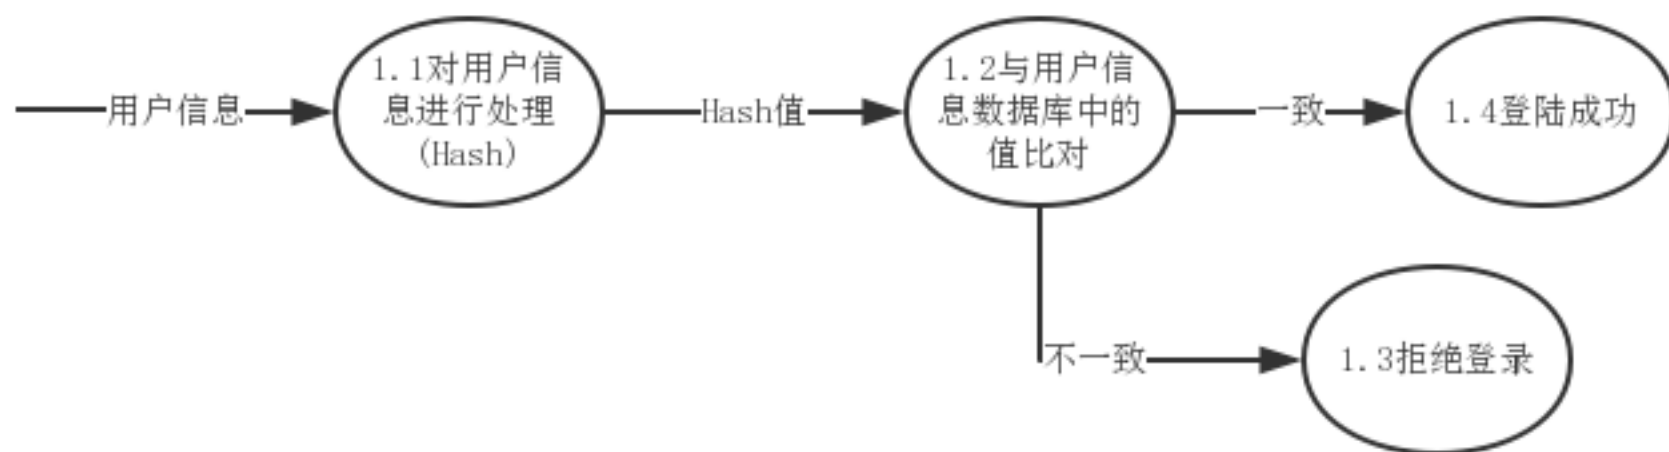 用户信息
1.1对用户信
息进行处理
(Hash)
Hash值
1.2与用户信
息数据库中的
值比对
一致
1.4登陆成功
不一致
1.3拒绝登录